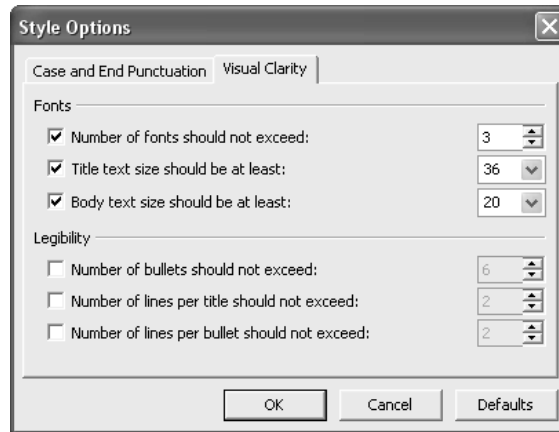 Style Options
Case and End Punctuation Visual Clarity
Fonts
Number of fonts should not exceed: 3
Title text size should be at least: 36
Body text size should be at least: 20
Legibility
Number of bullets should not exceed: 6
Number of lines per title should not exceed: 2
Number of lines per bullet should not exceed: 2
OK Cancel Defaults